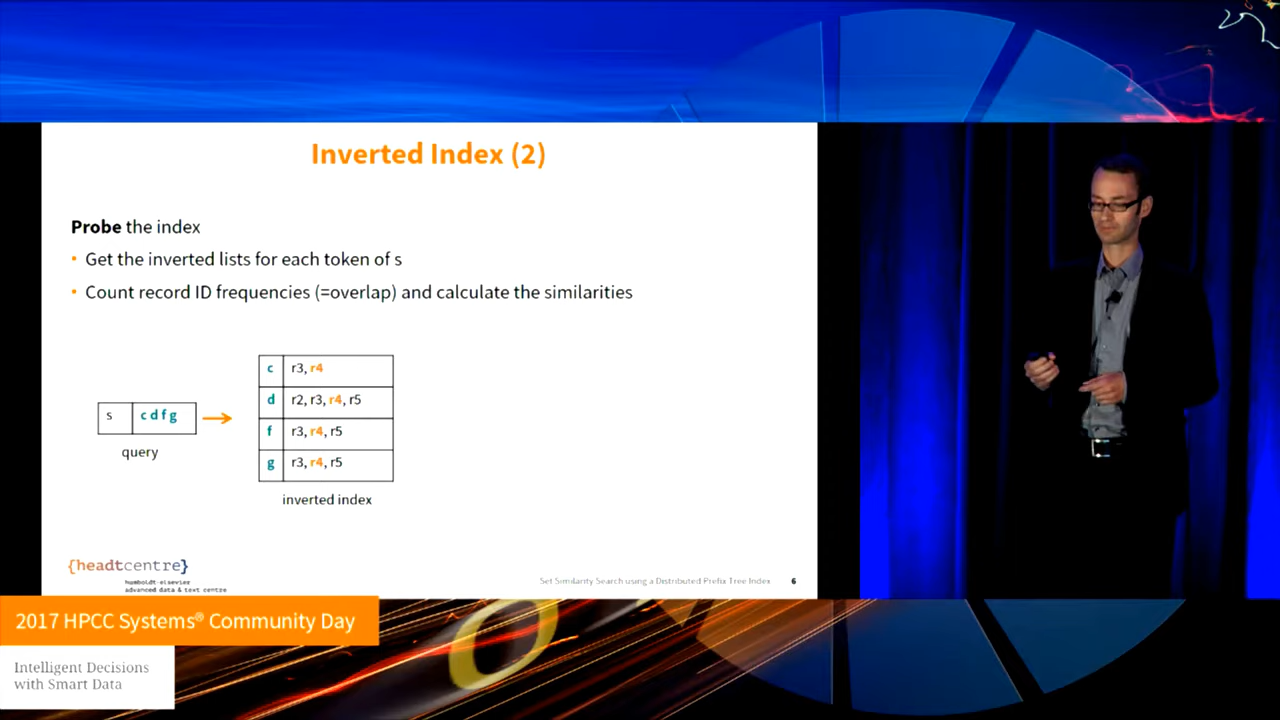 Inverted Index (2)
Probe the index
• Get the inverted lists for each token of s
• Count record ID frequencies (=overlap) and calculate the similarities
s c d f g
query
c r3, r4
d r2, r3, r4, r5
f r3, r4, r5
g r3, r4, r5
inverted index
{headtcentre}
humboldt-elsevier
advanced data & text centre
Set Similarity Search using a Distributed Prefix Tree Index 6
2017 HPCC Systems® Community Day
Intelligent Decisions
with Smart Data